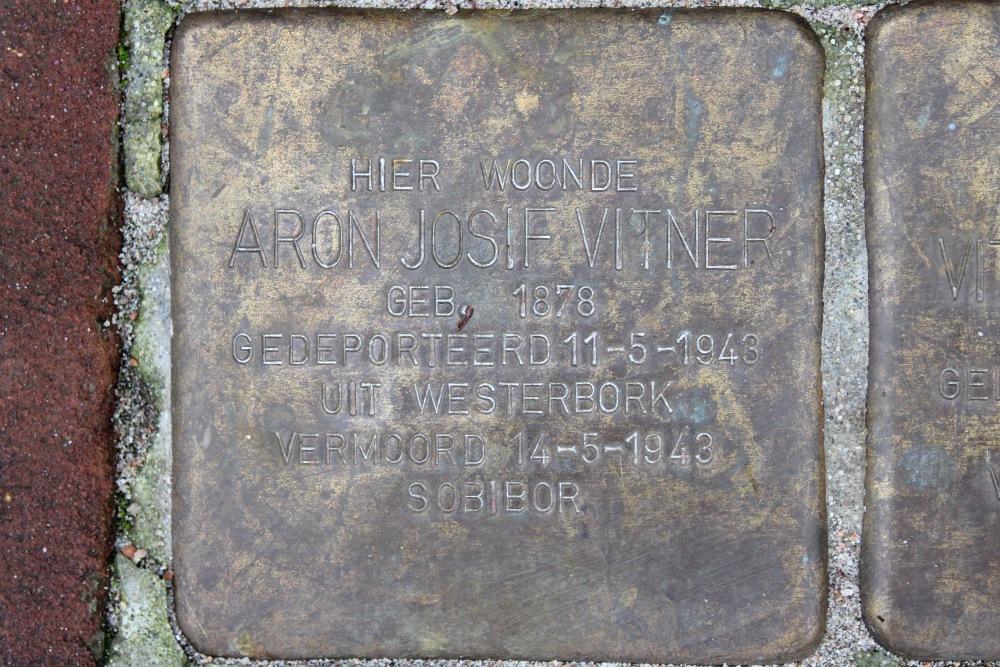 HIER WOONDE
ARON JOSIF VITNER
GEB. 1878
GEDEPORTEERD 11-5-1943
UIT WESTERBORK
VERMOORD 14-5-1943
SOBIBOR